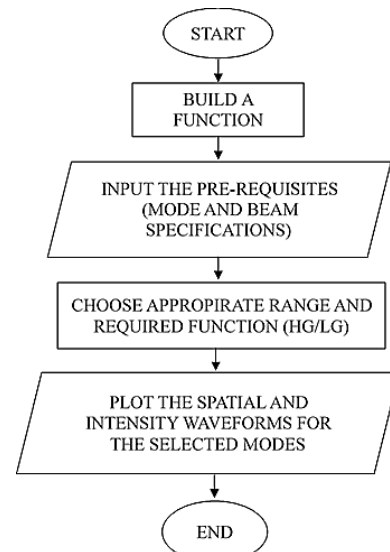 START
BUILD A
FUNCTION
INPUT THE PRE-REQUISITES
(MODE AND BEAM
SPECIFICATIONS)
CHOOSE APPROPIRATE RANGE AND
REQUIRED FUNCTION (HG/LG)
PLOT THE SPATIAL AND
INTENSITY WAVEFORMS FOR
THE SELECTED MODES
END